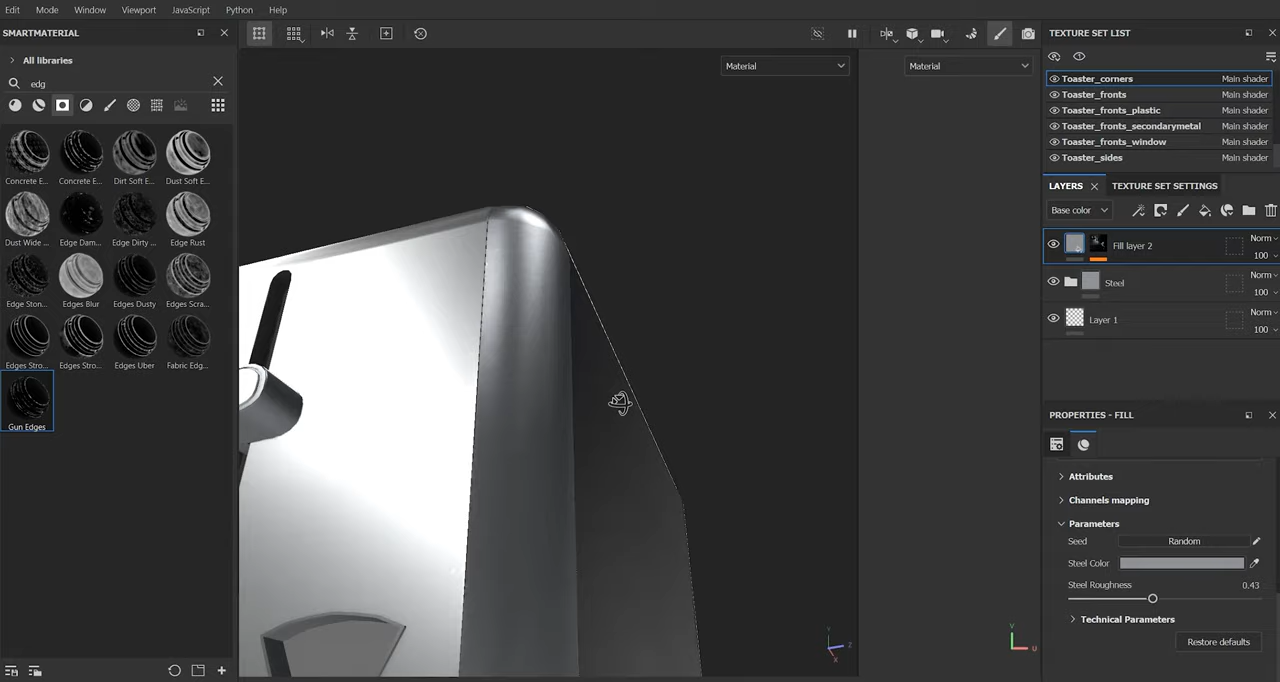 Edit Mode Window Viewport JavaScript Python Help
SMARTMATERIAL
All libraries
edg
Concrete E...
Concrete E...
Dirt Soft E...
Dust Soft E...
Dust Wide ...
Edge Dam...
Edge Dirty ...
Edge Rust
Edge Ston...
Edges Blur
Edges Dusty
Edges Scra...
Edges Stro...
Edges Stro...
Edges Uber
Fabric Edg...
Gun Edges
Material
Material
Y
Z
X
V
U
TEXTURE SET LIST
Toaster_corners Main shader
Toaster_fronts Main shader
Toaster_fronts_plastic Main shader
Toaster_fronts_secondarymetal Main shader
Toaster_fronts_window Main shader
Toaster_sides Main shader
LAYERS TEXTURE SET SETTINGS
Base color
Fill layer 2 Norm 100
Steel Norm 100
Layer 1 Norm 100
PROPERTIES - FILL
Attributes
Channels mapping
Parameters
Seed Random
Steel Color
Steel Roughness 0.43
Technical Parameters
Restore defaults